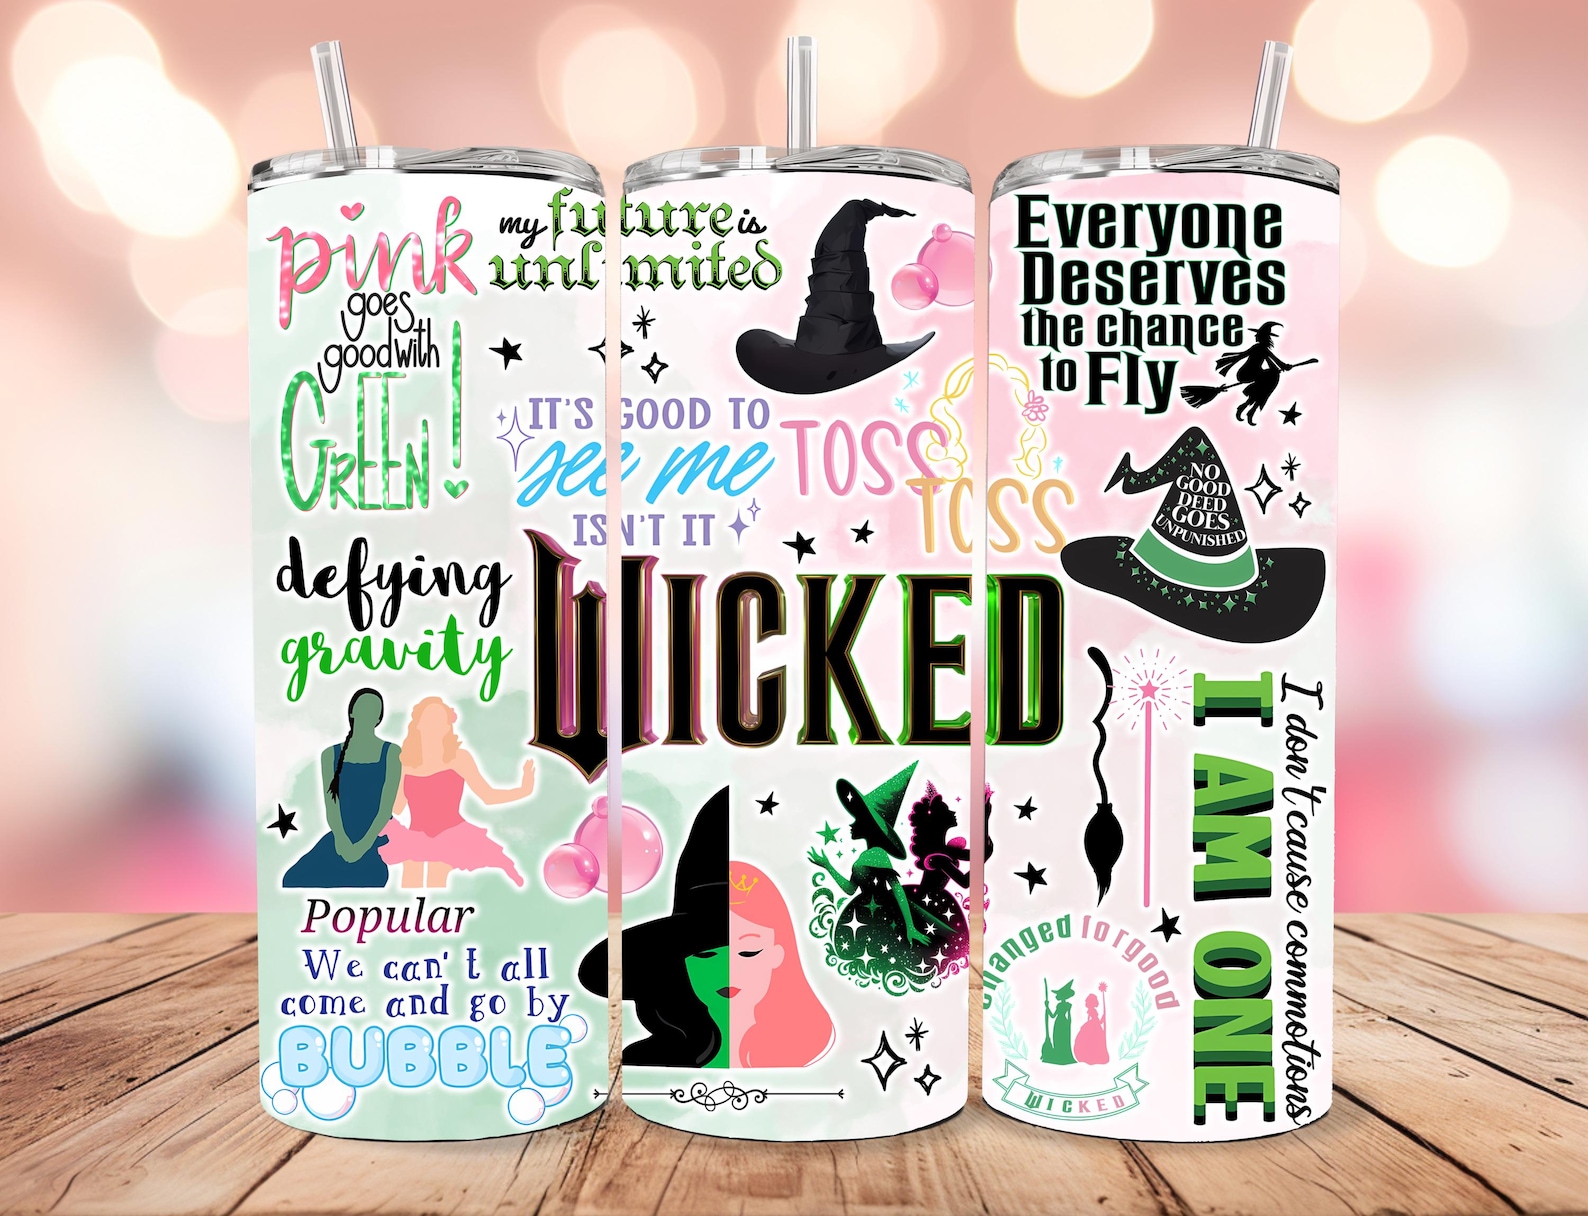 pink
goes
good with
GREEN!
my future is
unlimited
IT'S GOOD TO
see me
ISN'T IT
TOSS
TOSS
Everyone
Deserves
the chance
to Fly
NO
GOOD
DEED
GOES
UNPUNISHED
defying
gravity
WICKED
Popular
We can't all
come and go by
BUBBLE
changed for good
WICKED
I AM ONE
I don't cause commotions